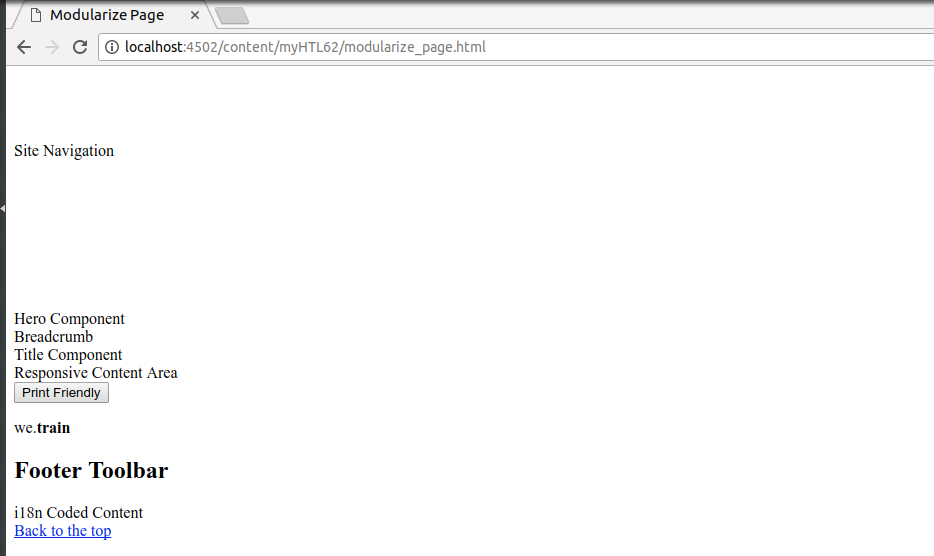 Modularize Page
localhost:4502/content/myHTL62/modularize_page.html
Site Navigation
Hero Component
Breadcrumb
Title Component
Responsive Content Area
Print Friendly
we.train
Footer Toolbar
i18n Coded Content
Back to the top